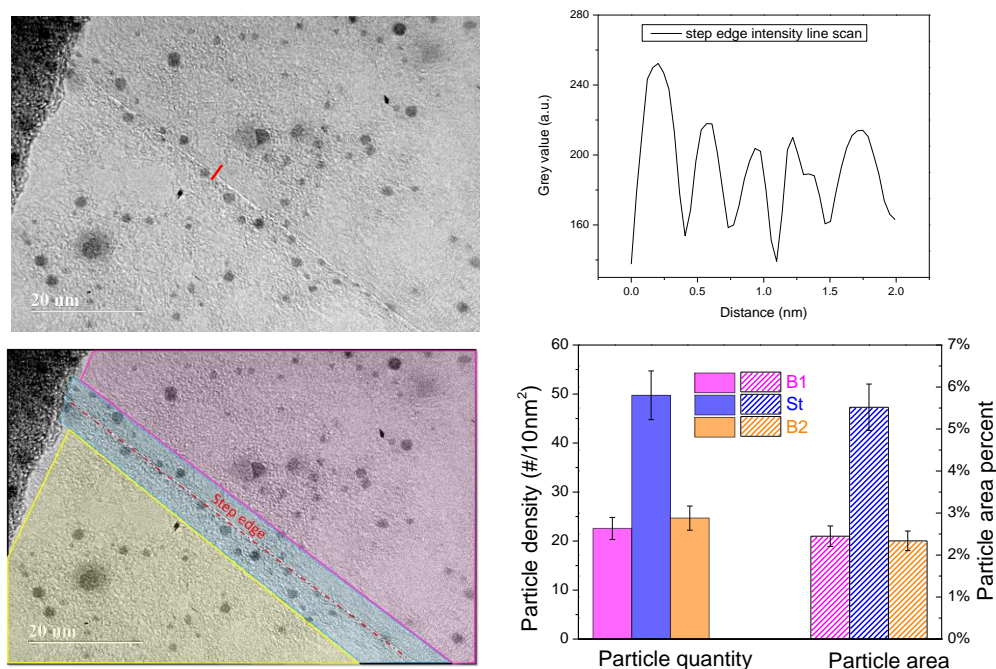 20 nm
280
240
200
160
Grey value (a.u.)
step edge intensity line scan
0.0 0.5 1.0 1.5 2.0
Distance (nm)
Step edge
20 nm
60
50
40
30
20
10
0
Particle density (#/10nm²)
B1
St
B2
7%
6%
5%
4%
3%
2%
1%
0%
Particle area percent
Particle quantity Particle area